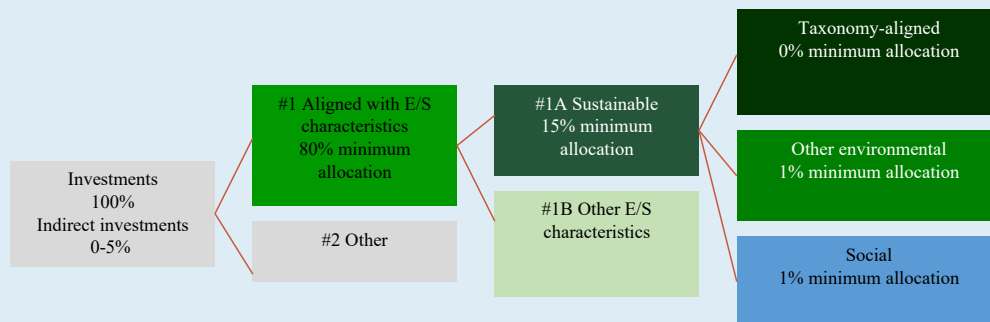 Investments
100%
Indirect investments
0-5%
#1 Aligned with E/S
characteristics
80% minimum
allocation
#2 Other
#1A Sustainable
15% minimum
allocation
#1B Other E/S
characteristics
Taxonomy-aligned
0% minimum allocation
Other environmental
1% minimum allocation
Social
1% minimum allocation